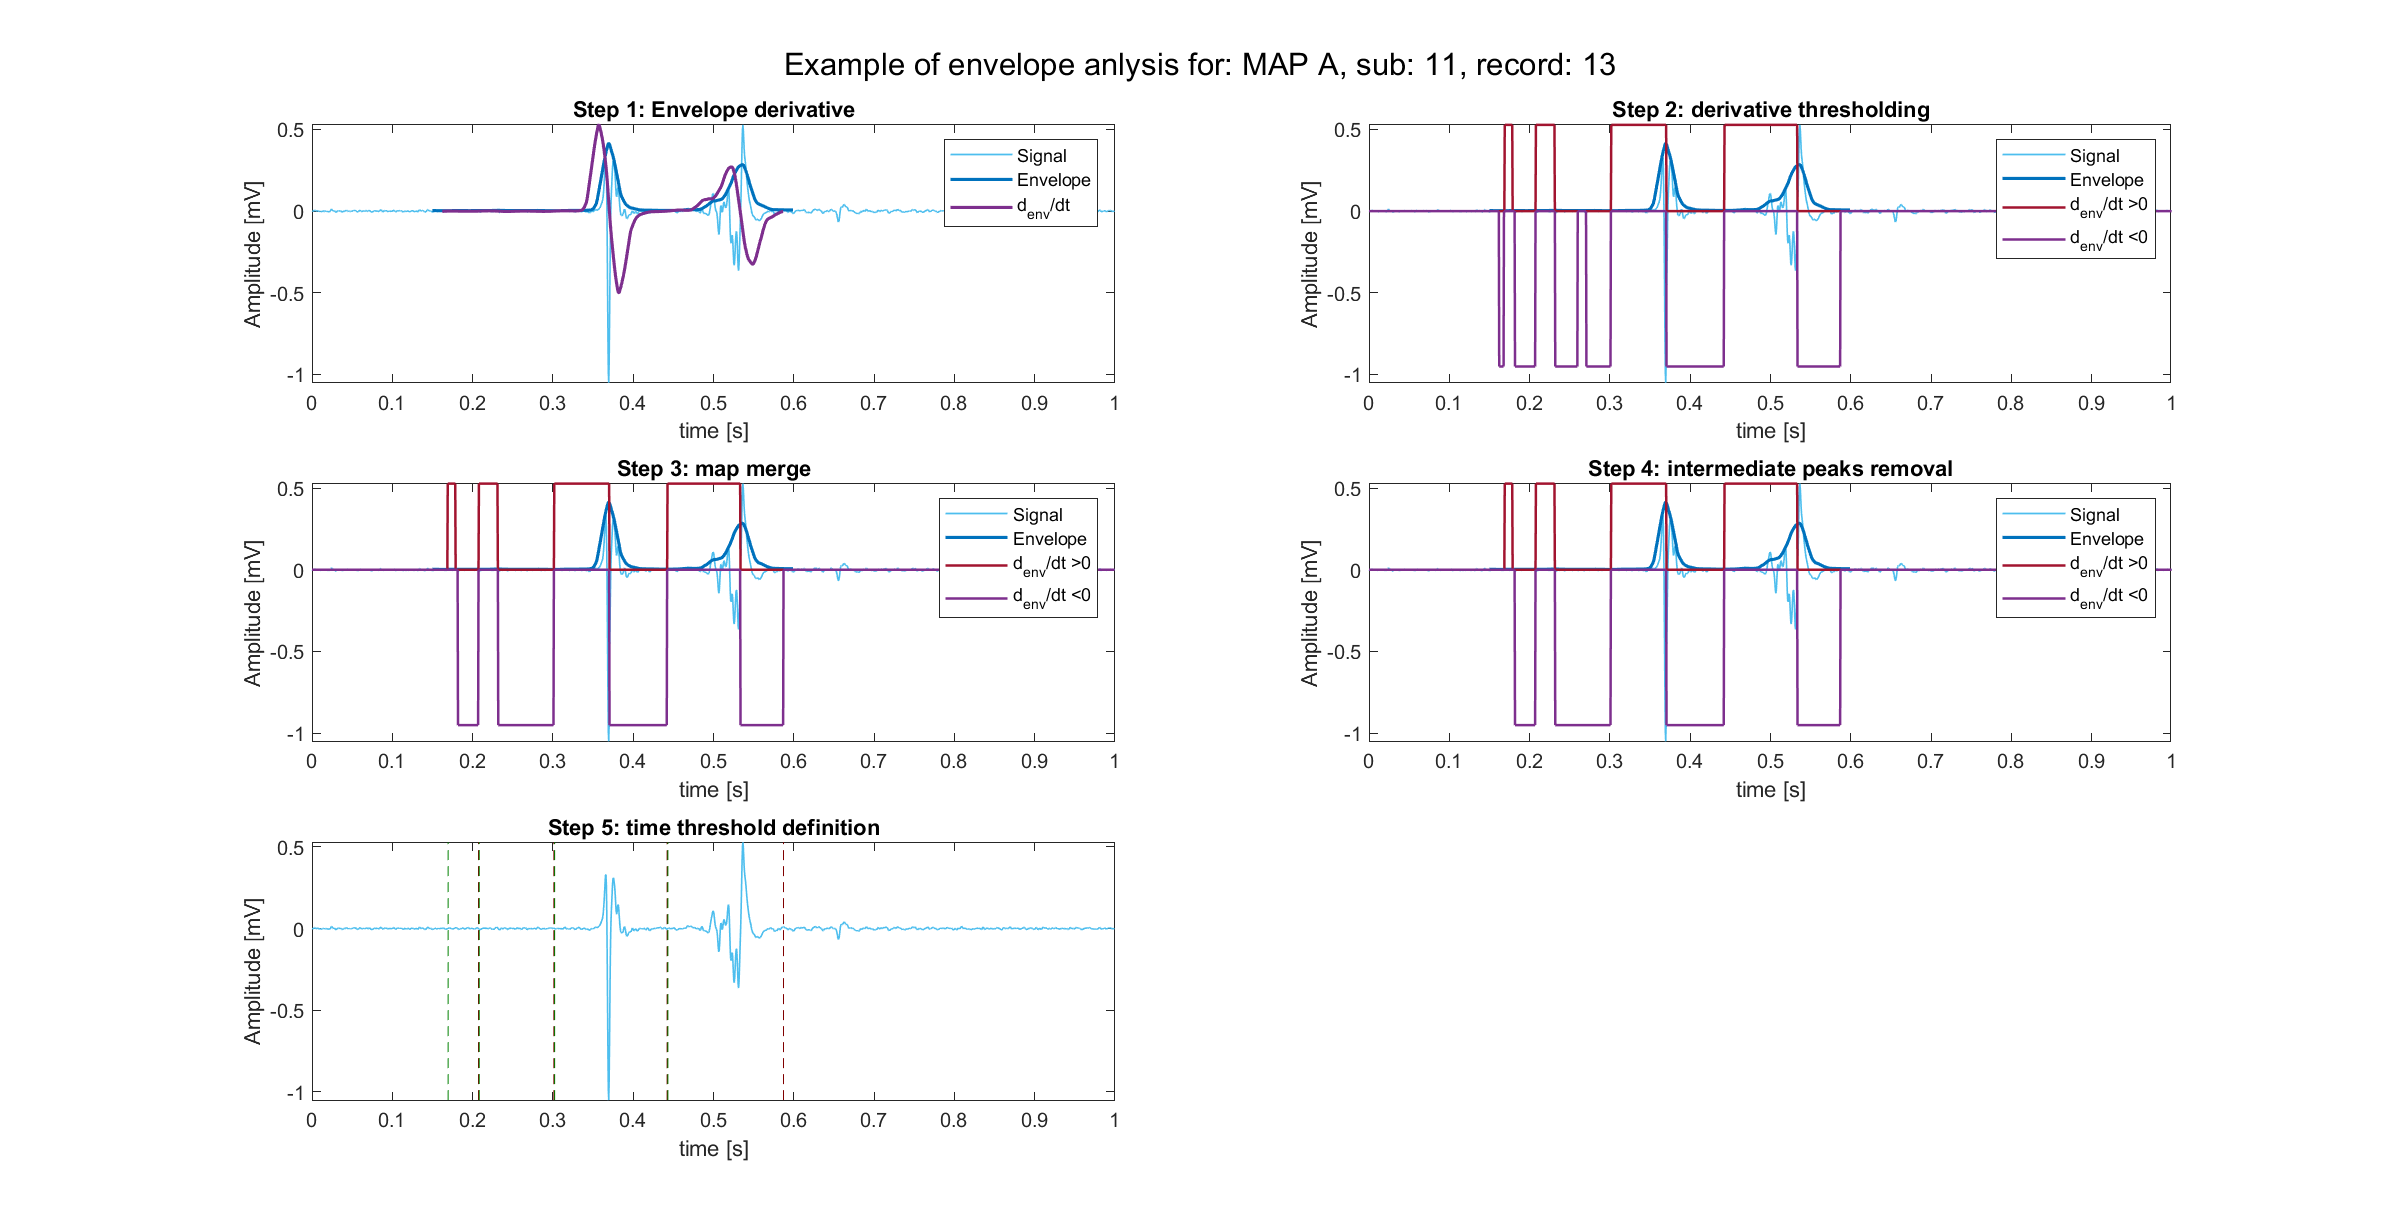 Example of envelope anlysis for: MAP A, sub: 11, record: 13
Step 1: Envelope derivative
0.5
0
-0.5
-1
Amplitude [mV]
Signal
Envelope
d_env/dt
0 0.1 0.2 0.3 0.4 0.5 0.6 0.7 0.8 0.9 1
time [s]
Step 2: derivative thresholding
0.5
0
-0.5
-1
Amplitude [mV]
Signal
Envelope
d_env/dt >0
d_env/dt <0
0 0.1 0.2 0.3 0.4 0.5 0.6 0.7 0.8 0.9 1
time [s]
Step 3: map merge
0.5
0
-0.5
-1
Amplitude [mV]
Signal
Envelope
d_env/dt >0
d_env/dt <0
0 0.1 0.2 0.3 0.4 0.5 0.6 0.7 0.8 0.9 1
time [s]
Step 4: intermediate peaks removal
0.5
0
-0.5
-1
Amplitude [mV]
Signal
Envelope
d_env/dt >0
d_env/dt <0
0 0.1 0.2 0.3 0.4 0.5 0.6 0.7 0.8 0.9 1
time [s]
Step 5: time threshold definition
0.5
0
-0.5
-1
Amplitude [mV]
0 0.1 0.2 0.3 0.4 0.5 0.6 0.7 0.8 0.9 1
time [s]